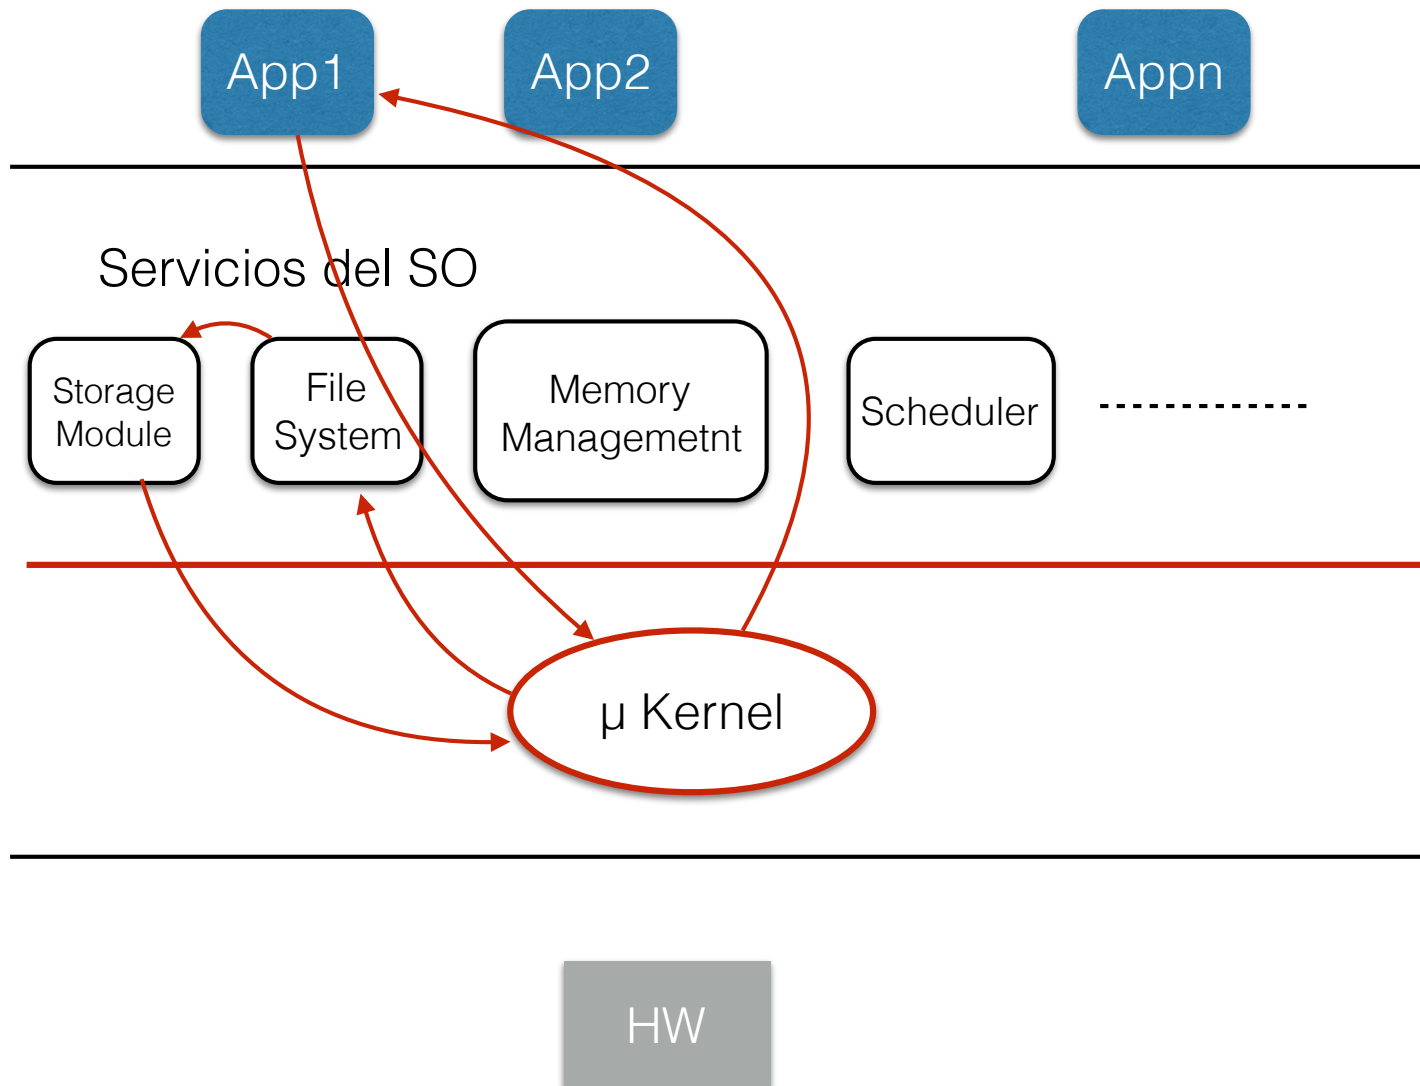 App1
App2
Appn
Servicios del SO
Storage
Module
File
System
Memory
Managemetnt
Scheduler
µ Kernel
HW